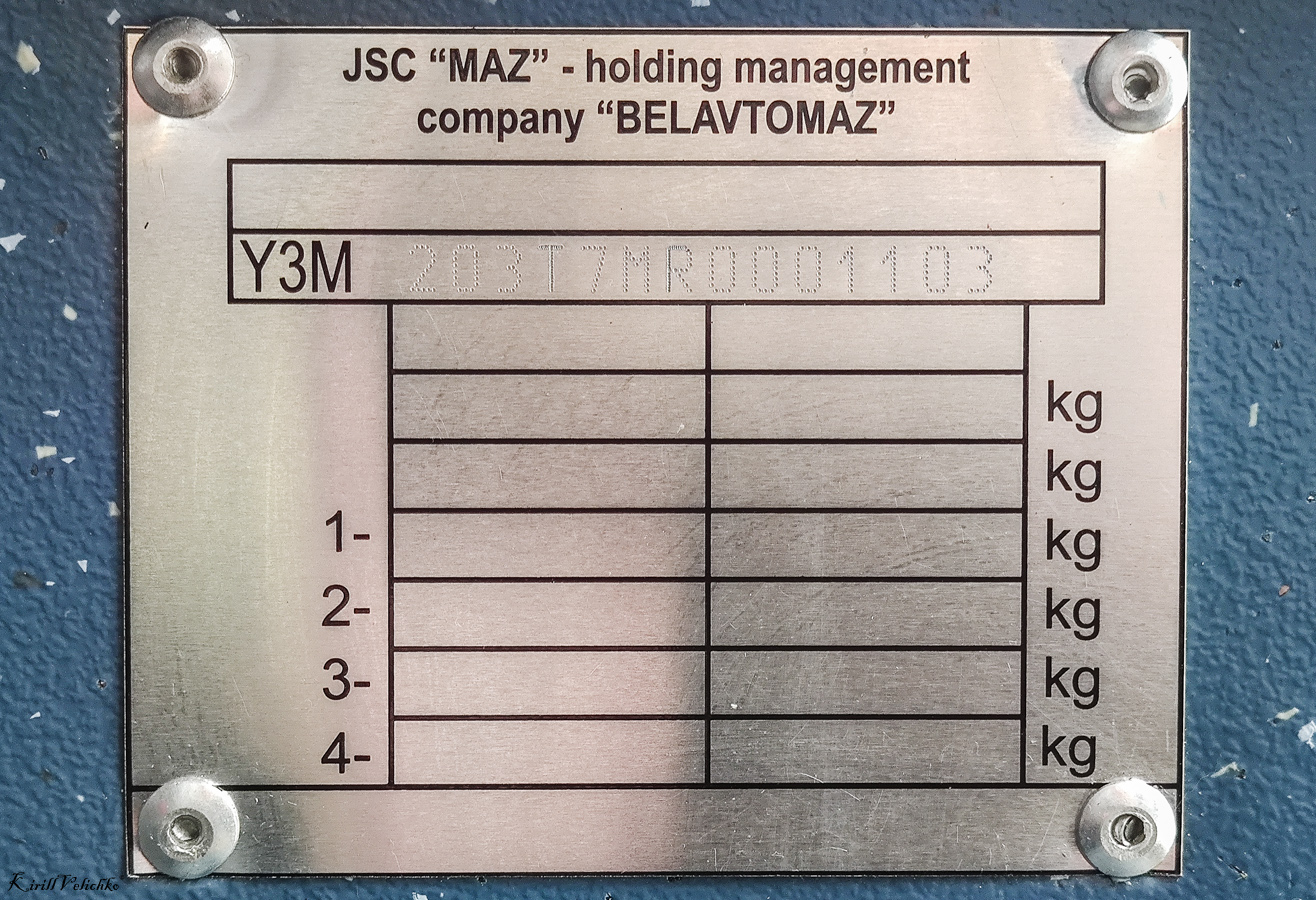 JSC “MAZ” - holding management
company “BELAVTOMAZ”
Y3M 203T7MR0001103
kg
kg
1- kg
2- kg
3- kg
4- kg
Kirill Velichko